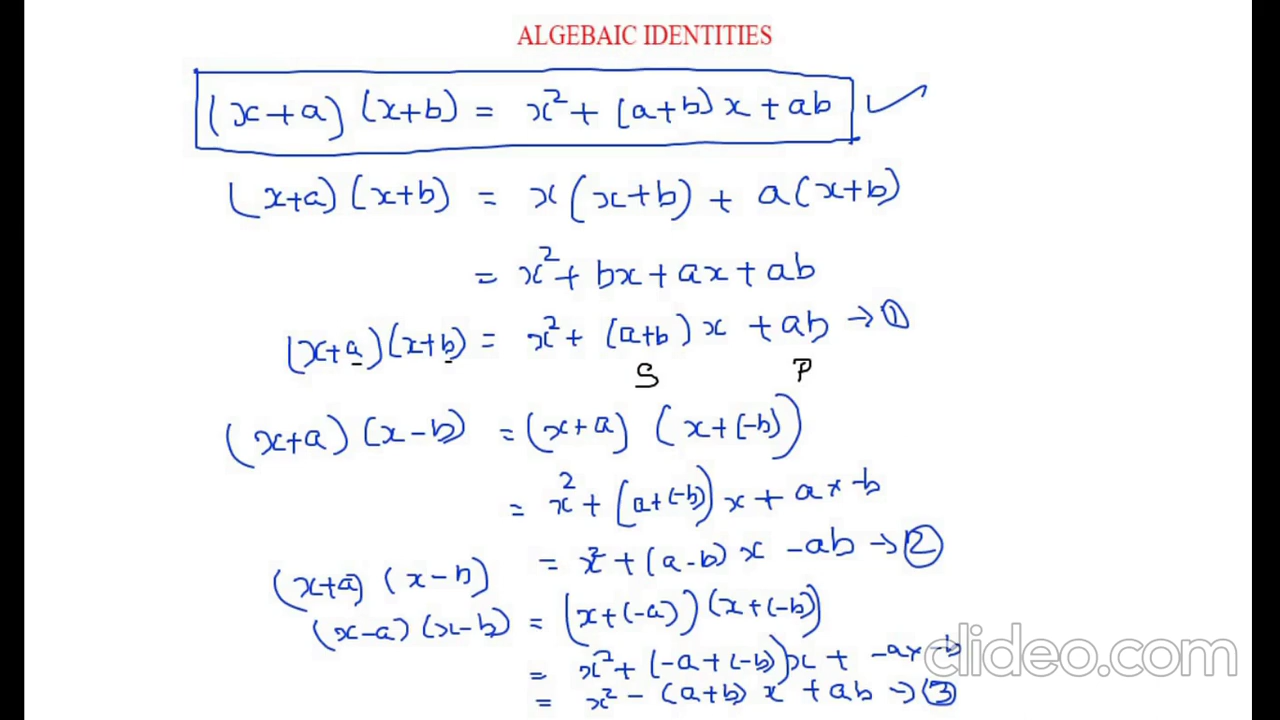 ALGEBAIC IDENTITIES
(x+a) (x+b) = x² + (a+b) x + ab ✓
(x+a) (x+b) = x (x+b) + a (x+b)
= x² + bx + ax + ab
(x+a)(x+b) = x² + (a+b) x + ab → ①
S P
(x+a) (x-b) = (x+a) (x+(-b))
= x² + (a+(-b)) x + a × -b
(x+a) (x-b) = x² + (a-b) x - ab → ②
(x-a) (x-b) = (x+(-a)) (x+(-b))
= x² + (-a+(-b)) x + -a × -b
= x² - (a+b) x + ab → ③
clideo.com